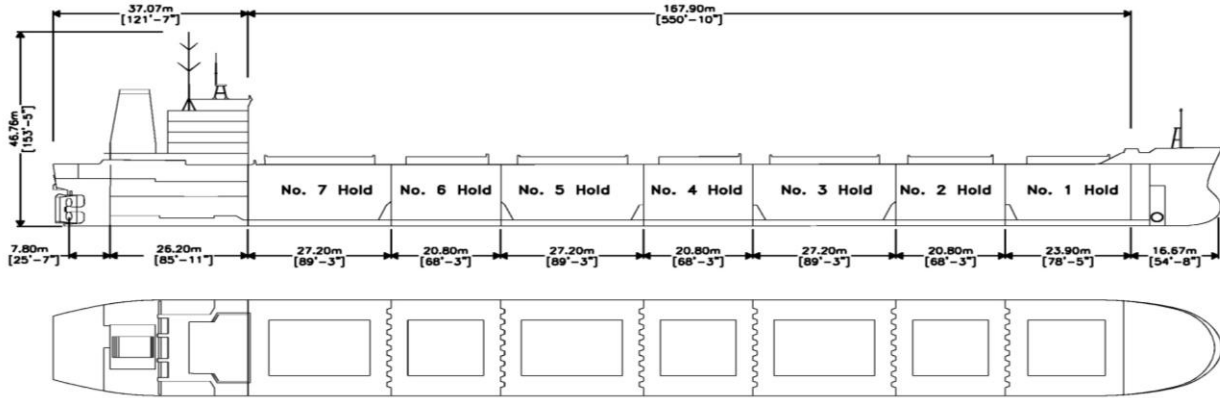 37.07m
[121'-7"]
167.90m
[550'-10"]
46.76m
[153'-5"]
No. 7 Hold
No. 6 Hold
No. 5 Hold
No. 4 Hold
No. 3 Hold
No. 2 Hold
No. 1 Hold
7.80m
[25'-7"]
26.20m
[85'-11"]
27.20m
[89'-3"]
20.80m
[68'-3"]
27.20m
[89'-3"]
20.80m
[68'-3"]
27.20m
[89'-3"]
20.80m
[68'-3"]
23.90m
[78'-5"]
16.67m
[54'-8"]